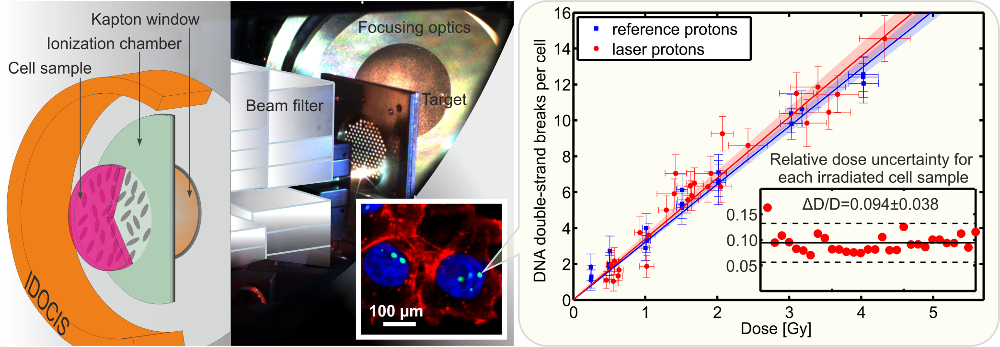 Kapton window
Ionization chamber
Cell sample
IDOCIS
Focusing optics
Target
Beam filter
100 µm
DNA double-strand breaks per cell
16
14
12
10
8
6
4
2
0
reference protons
laser protons
Relative dose uncertainty for
each irradiated cell sample
ΔD/D=0.094±0.038
0.15
0.10
0.05
0 1 2 3 4 5
Dose [Gy]